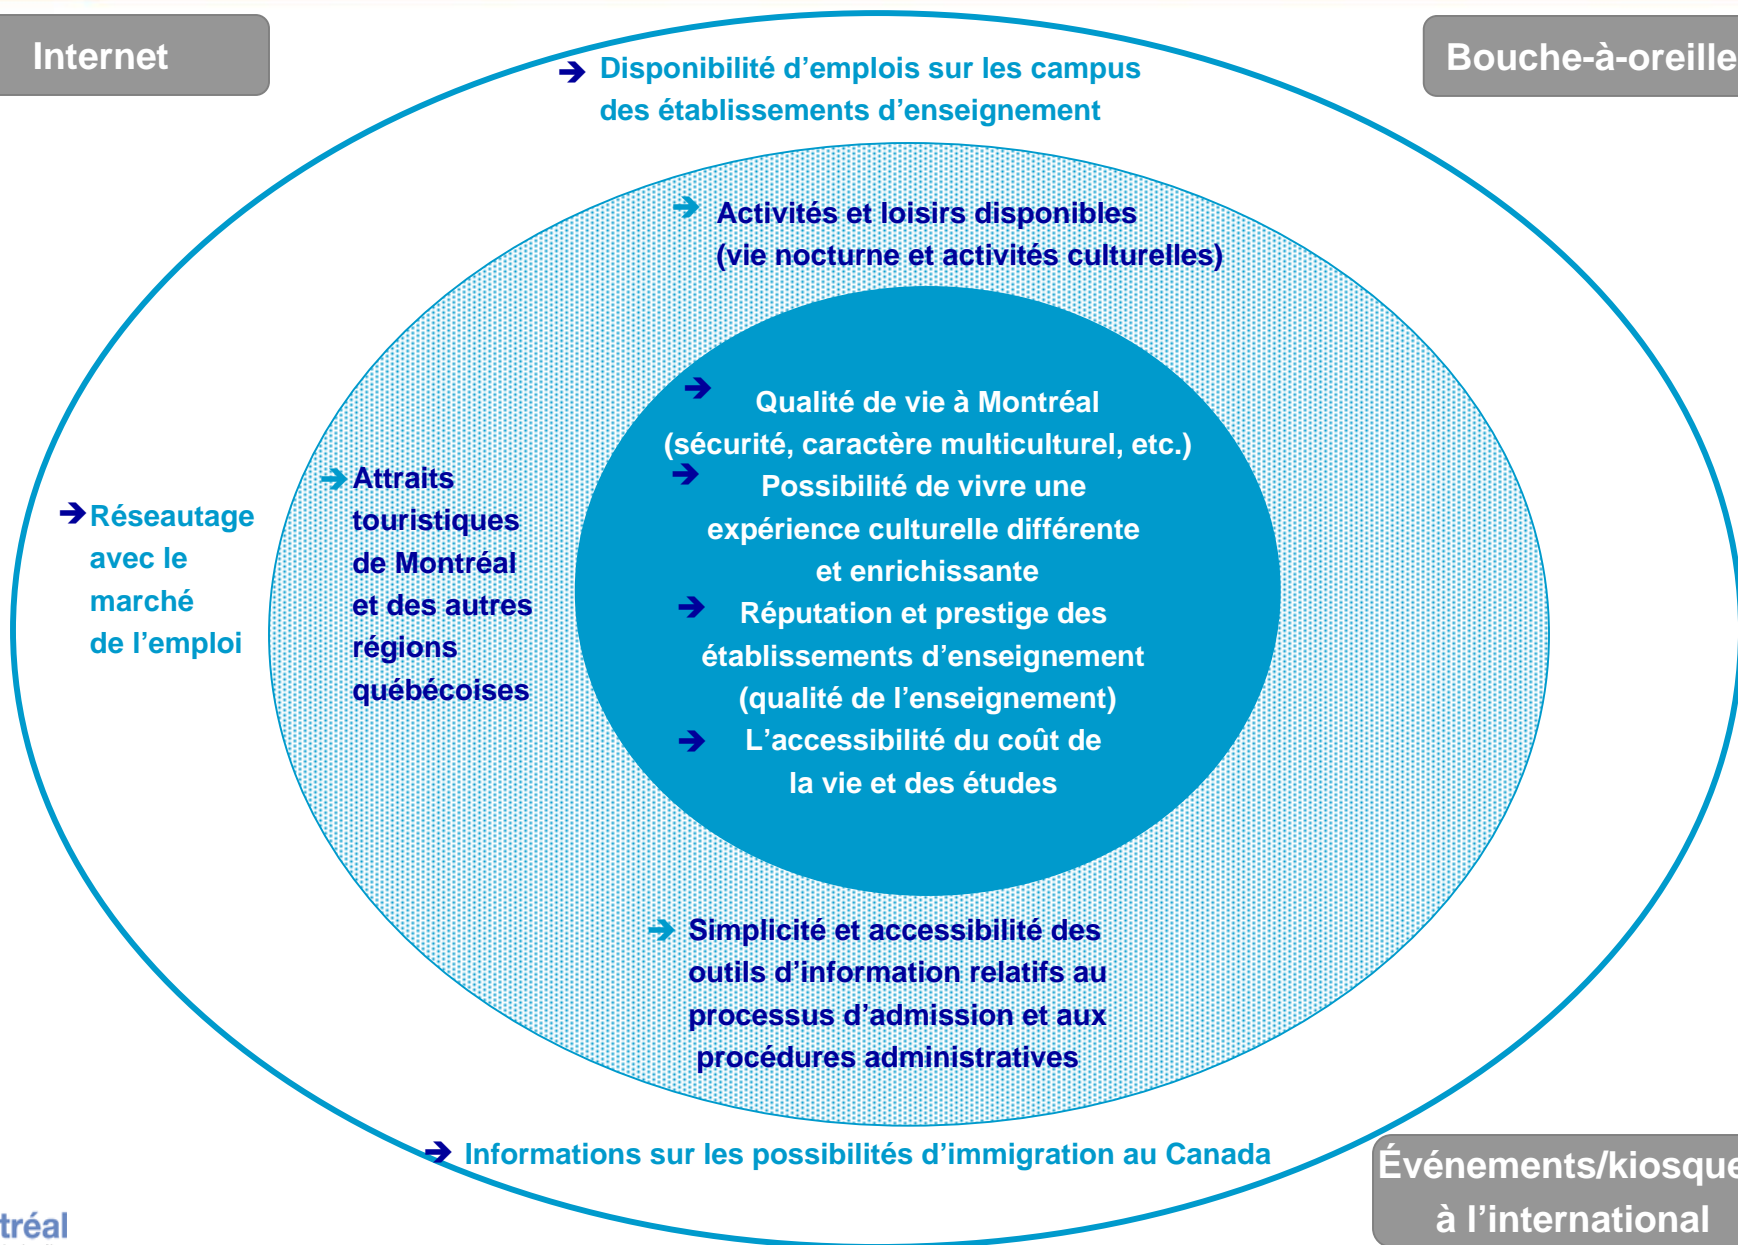 Internet
Bouche-à-oreille
➔ Disponibilité d’emplois sur les campus
des établissements d’enseignement
➔ Activités et loisirs disponibles
(vie nocturne et activités culturelles)
➔ Qualité de vie à Montréal
(sécurité, caractère multiculturel, etc.)
➔ Possibilité de vivre une
expérience culturelle différente
et enrichissante
➔ Réputation et prestige des
établissements d’enseignement
(qualité de l’enseignement)
➔ L’accessibilité du coût de
la vie et des études
➔ Attraits
touristiques
de Montréal
et des autres
régions
québécoises
➔ Réseautage
avec le
marché
de l’emploi
➔ Simplicité et accessibilité des
outils d’information relatifs au
processus d’admission et aux
procédures administratives
➔ Informations sur les possibilités d’immigration au Canada
Événements/kiosque
à l’international
tréal